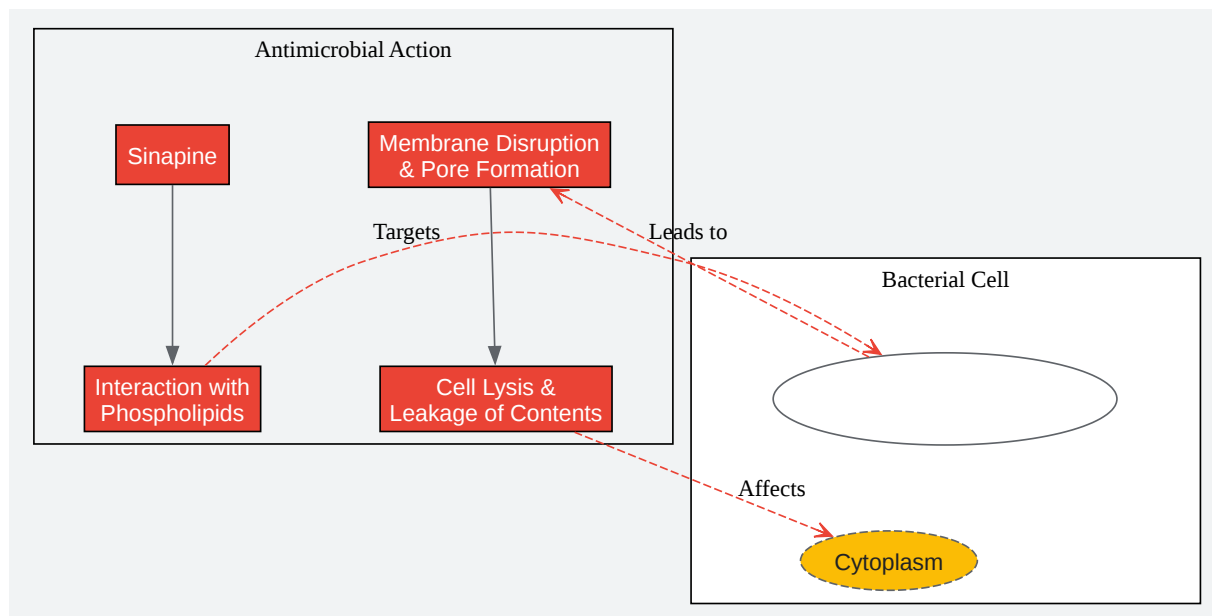 Antimicrobial Action
Sinapine
Membrane Disruption
& Pore Formation
Targets
Leads to
Bacterial Cell
Interaction with
Phospholipids
Cell Lysis &
Leakage of Contents
Affects
Cytoplasm